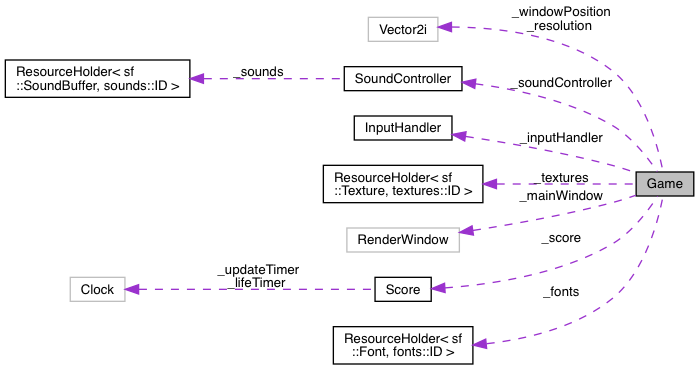 _windowPosition
_resolution
Vector2i
ResourceHolder< sf
::SoundBuffer, sounds::ID >
_sounds
SoundController
_soundController
InputHandler
_inputHandler
ResourceHolder< sf
::Texture, textures::ID >
_textures
Game
_mainWindow
RenderWindow
_score
_updateTimer
_lifeTimer
Clock
Score
_fonts
ResourceHolder< sf
::Font, fonts::ID >